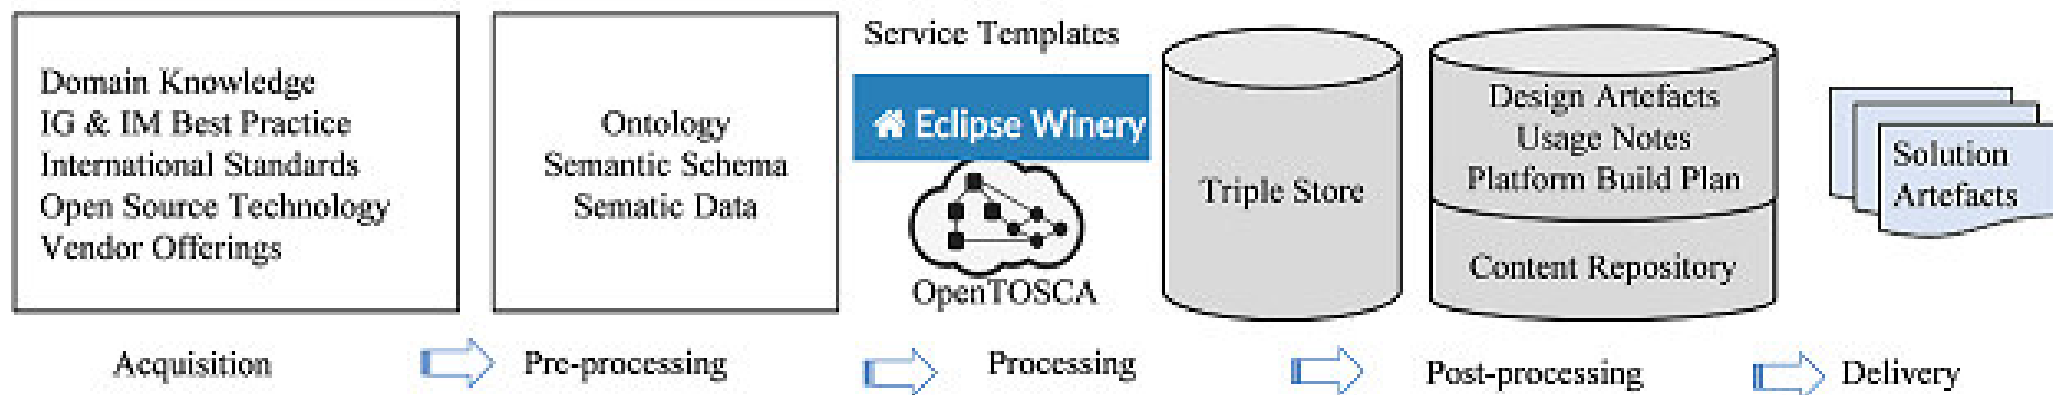 Domain Knowledge
IG & IM Best Practice
International Standards
Open Source Technology
Vendor Offerings
Ontology
Semantic Schema
Sematic Data
Service Templates
Eclipse Winery
OpenTOSCA
Triple Store
Design Artefacts
Usage Notes
Platform Build Plan
Content Repository
Solution
Artefacts
Acquisition
Pre-processing
Processing
Post-processing
Delivery